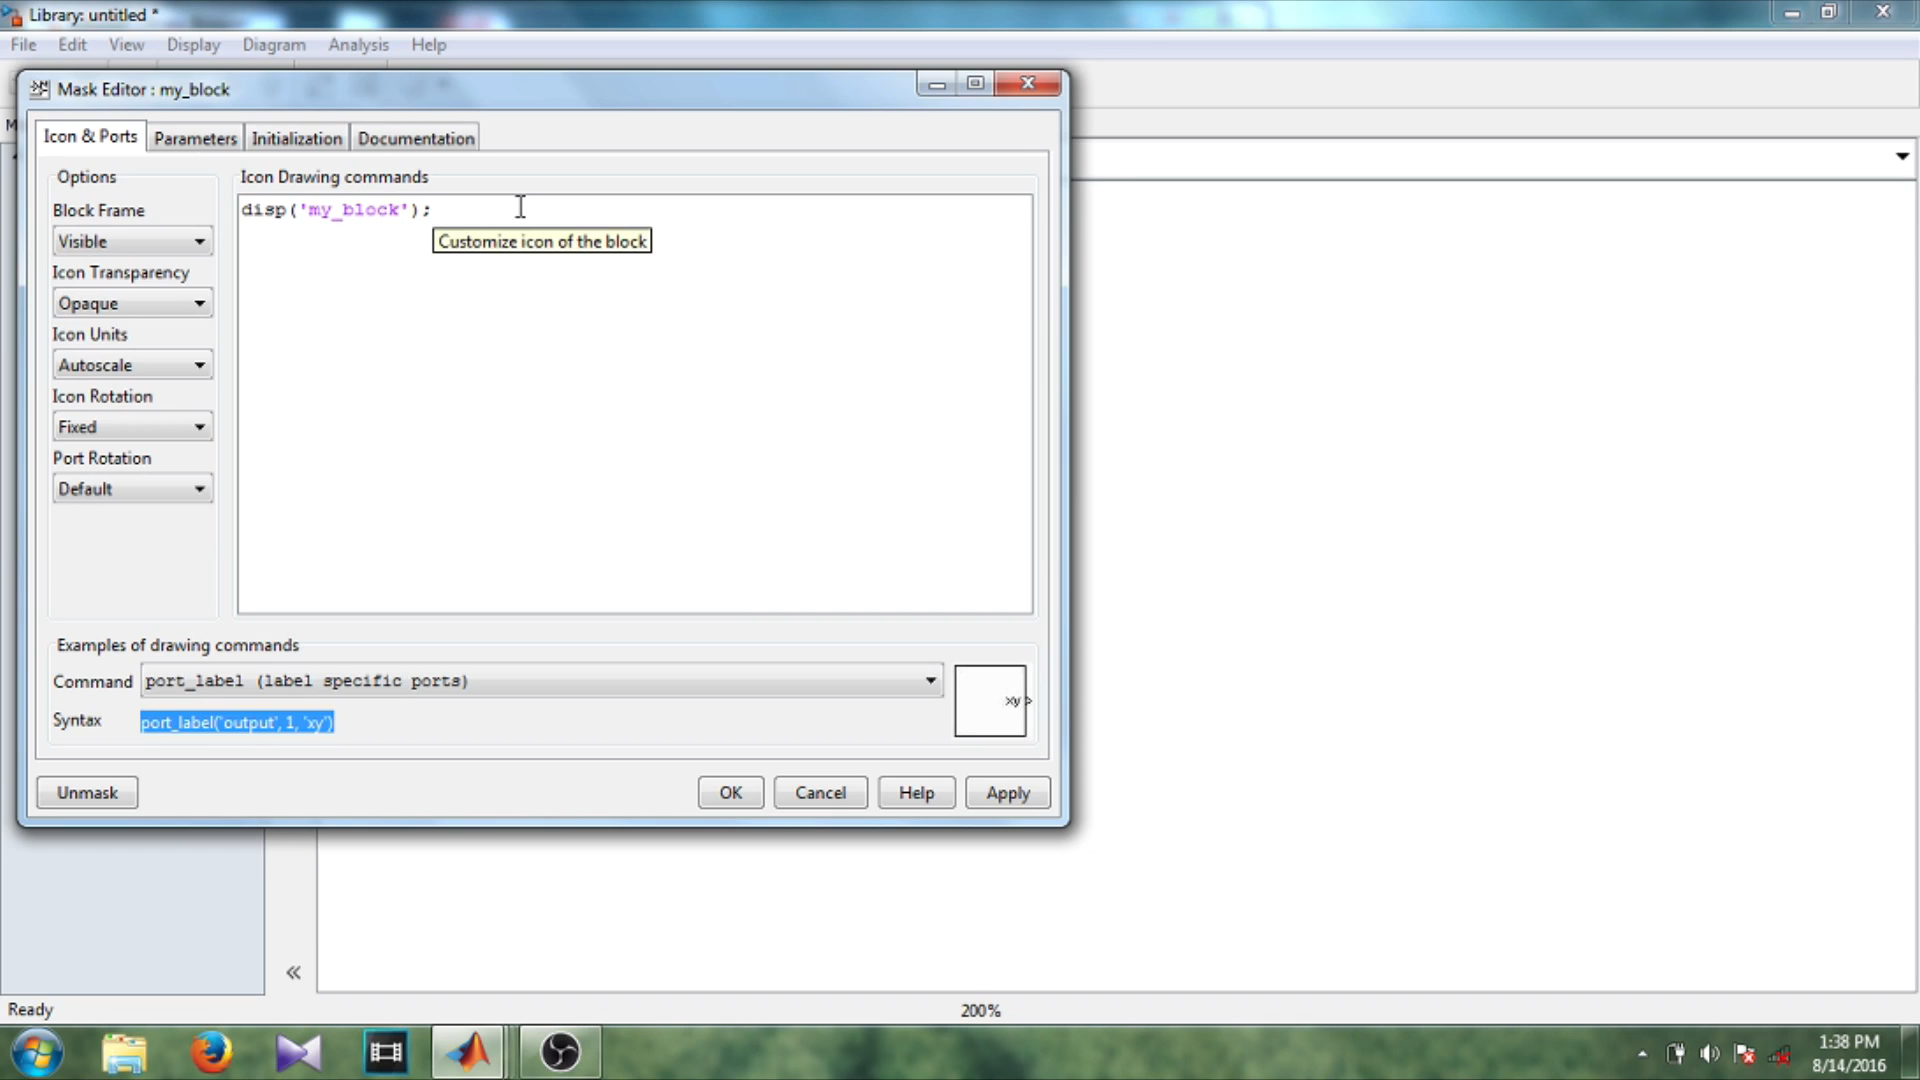 Library: untitled *
File Edit View Display Diagram Analysis Help
Mask Editor : my_block
Icon & Ports Parameters Initialization Documentation
Options
Icon Drawing commands
Block Frame
disp('my_block');
Visible
Customize icon of the block
Icon Transparency
Opaque
Icon Units
Autoscale
Icon Rotation
Fixed
Port Rotation
Default
Examples of drawing commands
Command port_label (label specific ports)
xy
Syntax port_label('output', 1, 'xy')
Unmask OK Cancel Help Apply
Ready 200%
1:38 PM
8/14/2016